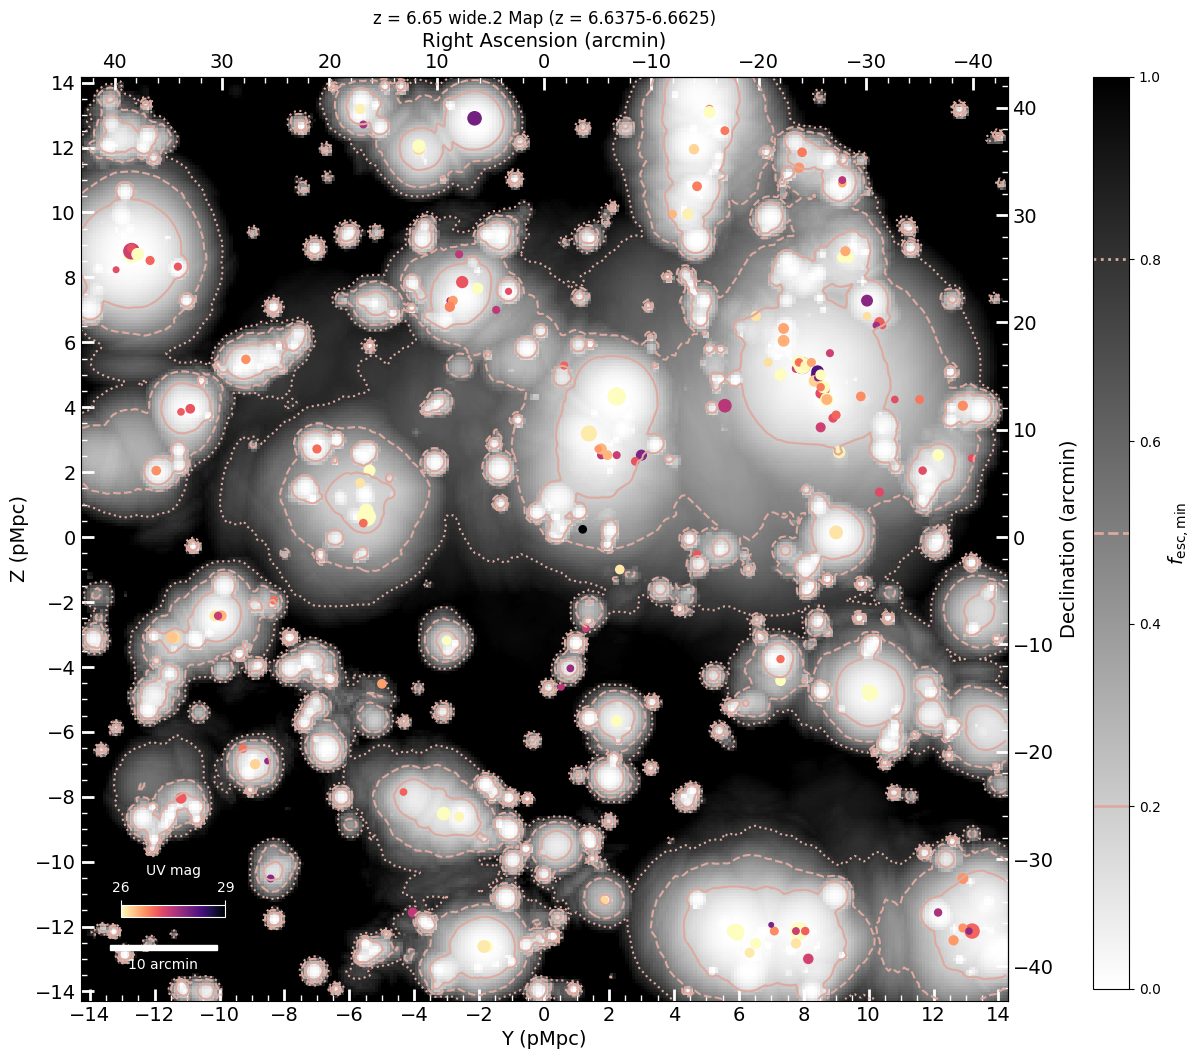 z = 6.65 wide.2 Map (z = 6.6375-6.6625)
Right Ascension (arcmin)
40 30 20 10 0 −10 −20 −30 −40
14 12 10 8 6 4 2 0 −2 −4 −6 −8 −10 −12 −14
Z (pMpc)
UV mag
26 29
10 arcmin
−14 −12 −10 −8 −6 −4 −2 0 2 4 6 8 10 12 14
Y (pMpc)
40 30 20 10 0 −10 −20 −30 −40
Declination (arcmin)
1.0 0.8 0.6 0.4 0.2 0.0
fesc,min